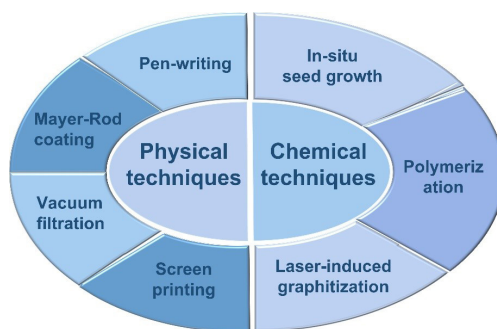 Pen-writing
In-situ
seed growth
Mayer-Rod
coating
Physical
techniques
Chemical
techniques
Polymeriz
ation
Vacuum
filtration
Screen
printing
Laser-induced
graphitization